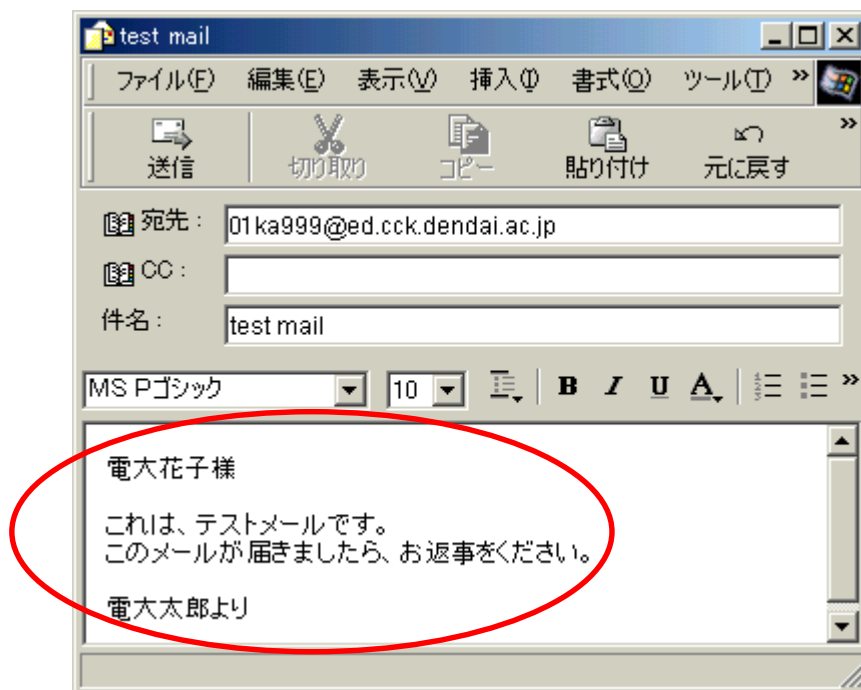 test mail
ファイル(F) 編集(E) 表示(V) 挿入(I) 書式(O) ツール(T) »
送信 切り取り コピー 貼り付け 元に戻す »
宛先: 01ka999@ed.cck.dendai.ac.jp
CC:
件名: test mail
MS Pゴシック 10 B I U A »
電大花子様
これは、テストメールです。
このメールが届きましたら、お返事をください。
電大太郎より